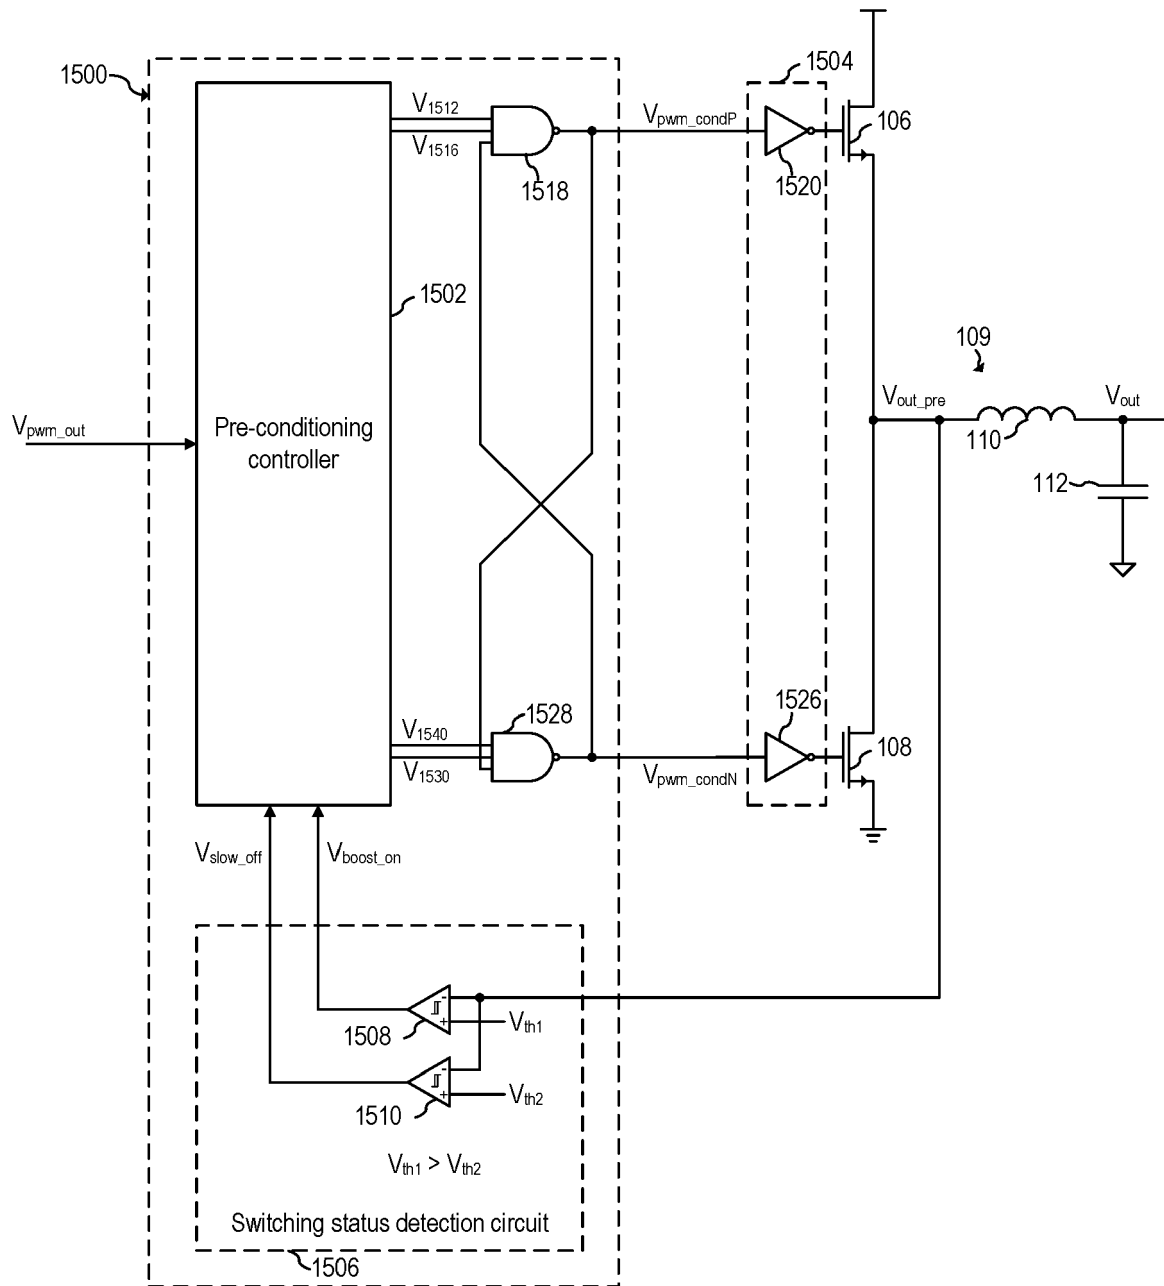 1500
1504
V1512
V1516
1518
Vpwm_condP
1520
106
1502
109
Vout_pre
Vout
110
112
Vpwm_out
Pre-conditioning
controller
V1540
V1530
1528
Vpwm_condN
1526
108
Vslow_off
Vboost_on
-
+
1508
Vth1
-
+
1510
Vth2
Vth1 > Vth2
Switching status detection circuit
1506